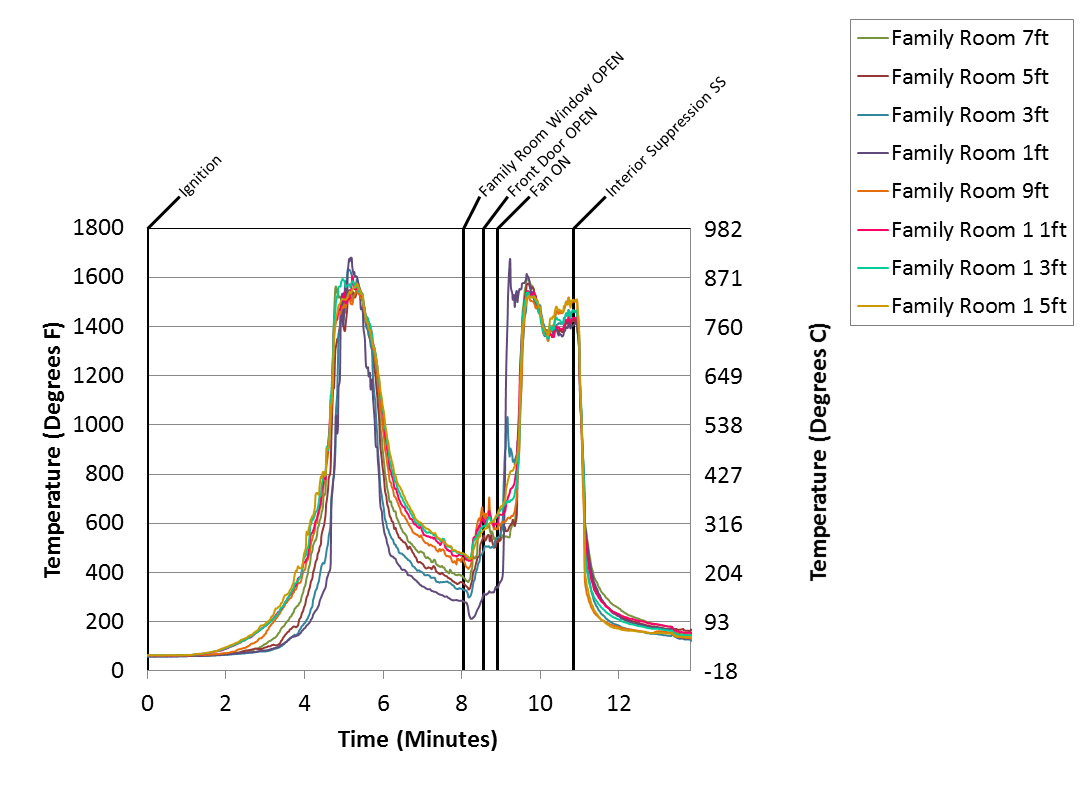 Ignition
Family Room Window OPEN
Front Door OPEN
Fan ON
Interior Suppression SS
Family Room 7ft
Family Room 5ft
Family Room 3ft
Family Room 1ft
Family Room 9ft
Family Room 1 1ft
Family Room 1 3ft
Family Room 1 5ft
Temperature (Degrees F)
1800
1600
1400
1200
1000
800
600
400
200
0
982
871
760
649
538
427
316
204
93
-18
Temperature (Degrees C)
0 2 4 6 8 10 12
Time (Minutes)